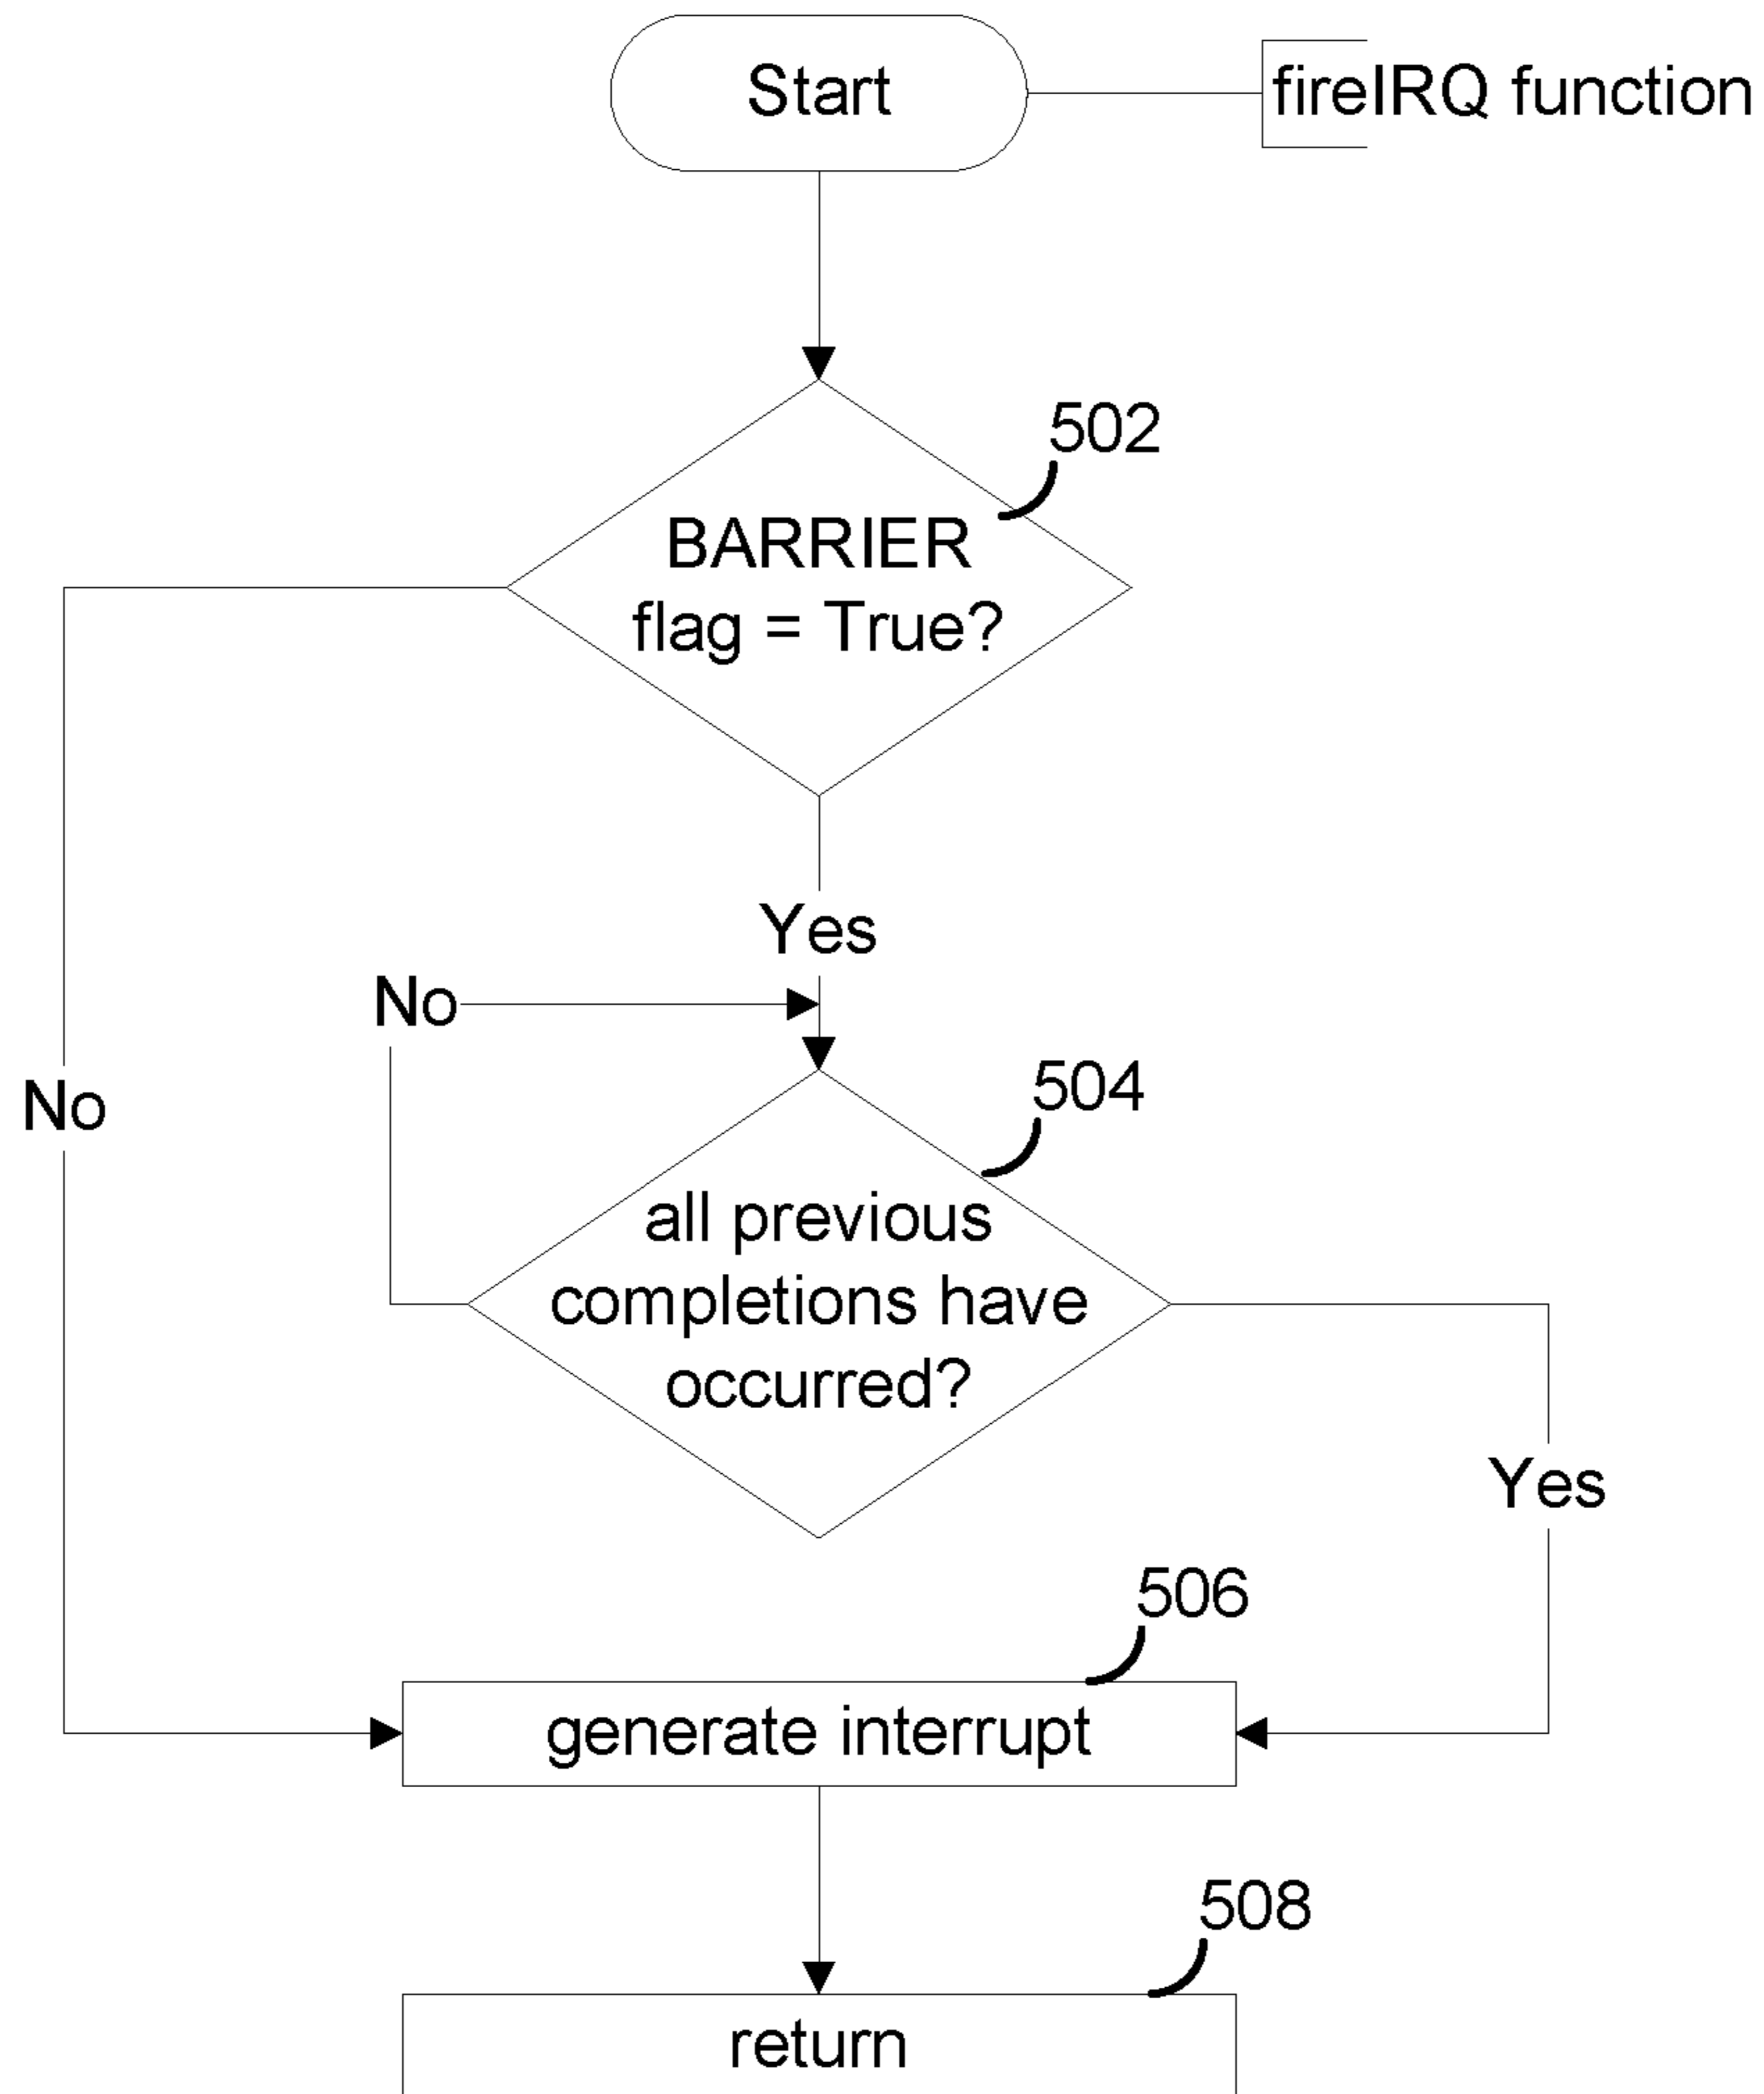 Start
fireIRQ function
502
BARRIER
flag = True?
Yes
No
No
504
all previous
completions have
occurred?
Yes
506
generate interrupt
508
return